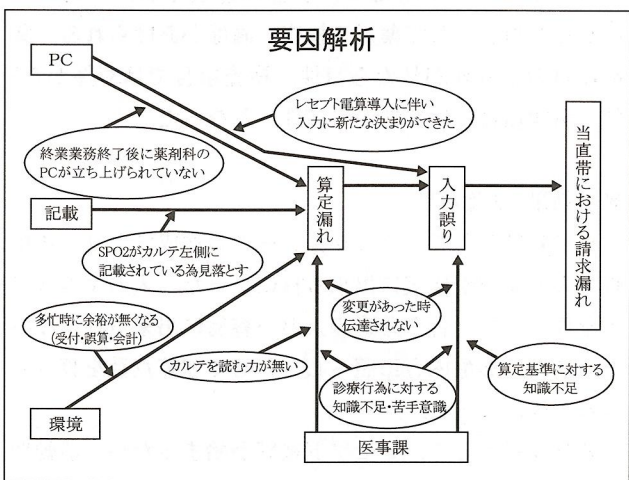 要因解析
PC
レセプト電算導入に伴い
入力に新たな決まりができた
終業業務終了後に薬剤科の
PCが立ち上げられていない
算定漏れ
入力誤り
当直帯における請求漏れ
記載
SPO2がカルテ左側に
記載されている為見落とす
多忙時に余裕が無くなる
(受付・誤算・会計)
変更があった時
伝達されない
カルテを読む力が無い
診療行為に対する
知識不足・苦手意識
算定基準に対する
知識不足
環境
医事課